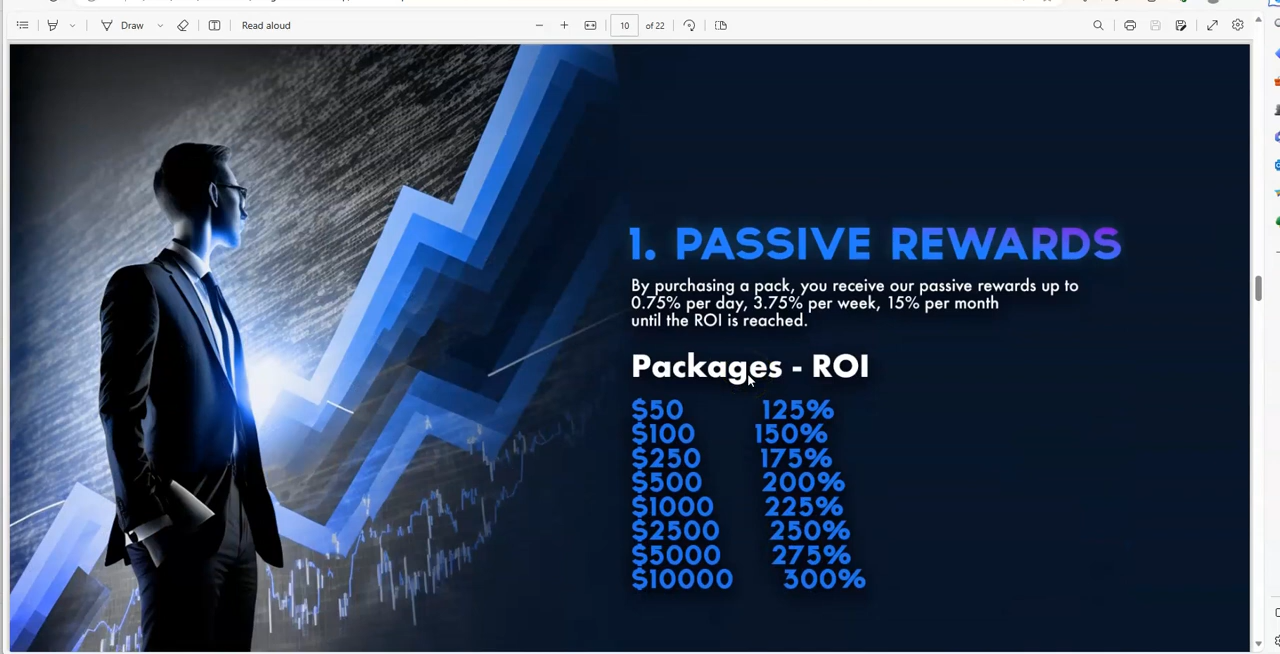 Draw
Read aloud
10 of 22
1. PASSIVE REWARDS
By purchasing a pack, you receive our passive rewards up to
0.75% per day, 3.75% per week, 15% per month
until the ROI is reached.
Packages - ROI
$50 125%
$100 150%
$250 175%
$500 200%
$1000 225%
$2500 250%
$5000 275%
$10000 300%